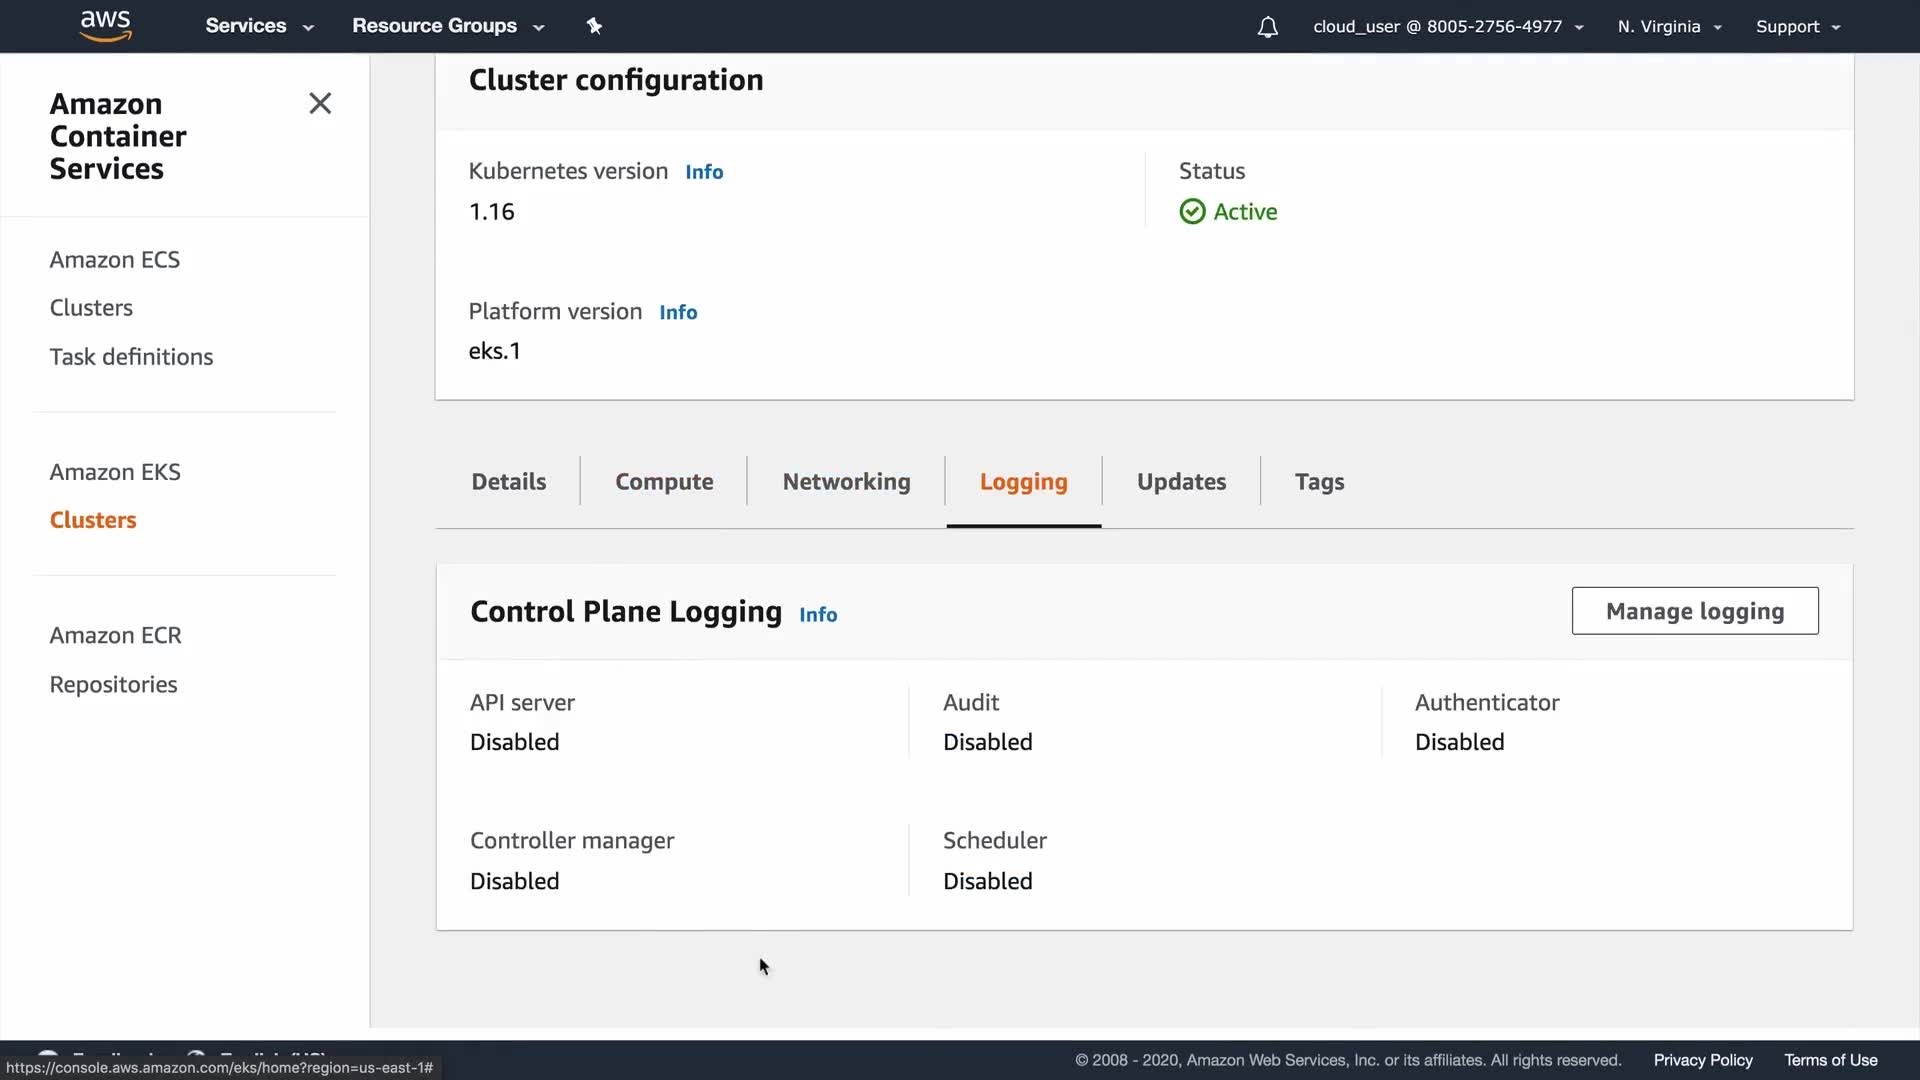 aws Services Resource Groups cloud_user @ 8005-2756-4977 N. Virginia Support
Amazon Container Services
Amazon ECS
Clusters
Task definitions
Amazon EKS
Clusters
Amazon ECR
Repositories
Cluster configuration
Kubernetes version Info
1.16
Status
Active
Platform version Info
eks.1
Details Compute Networking Logging Updates Tags
Control Plane Logging Info Manage logging
API server
Disabled
Audit
Disabled
Authenticator
Disabled
Controller manager
Disabled
Scheduler
Disabled
https://console.aws.amazon.com/eks/home?region=us-east-1#
© 2008 - 2020, Amazon Web Services, Inc. or its affiliates. All rights reserved. Privacy Policy Terms of Use